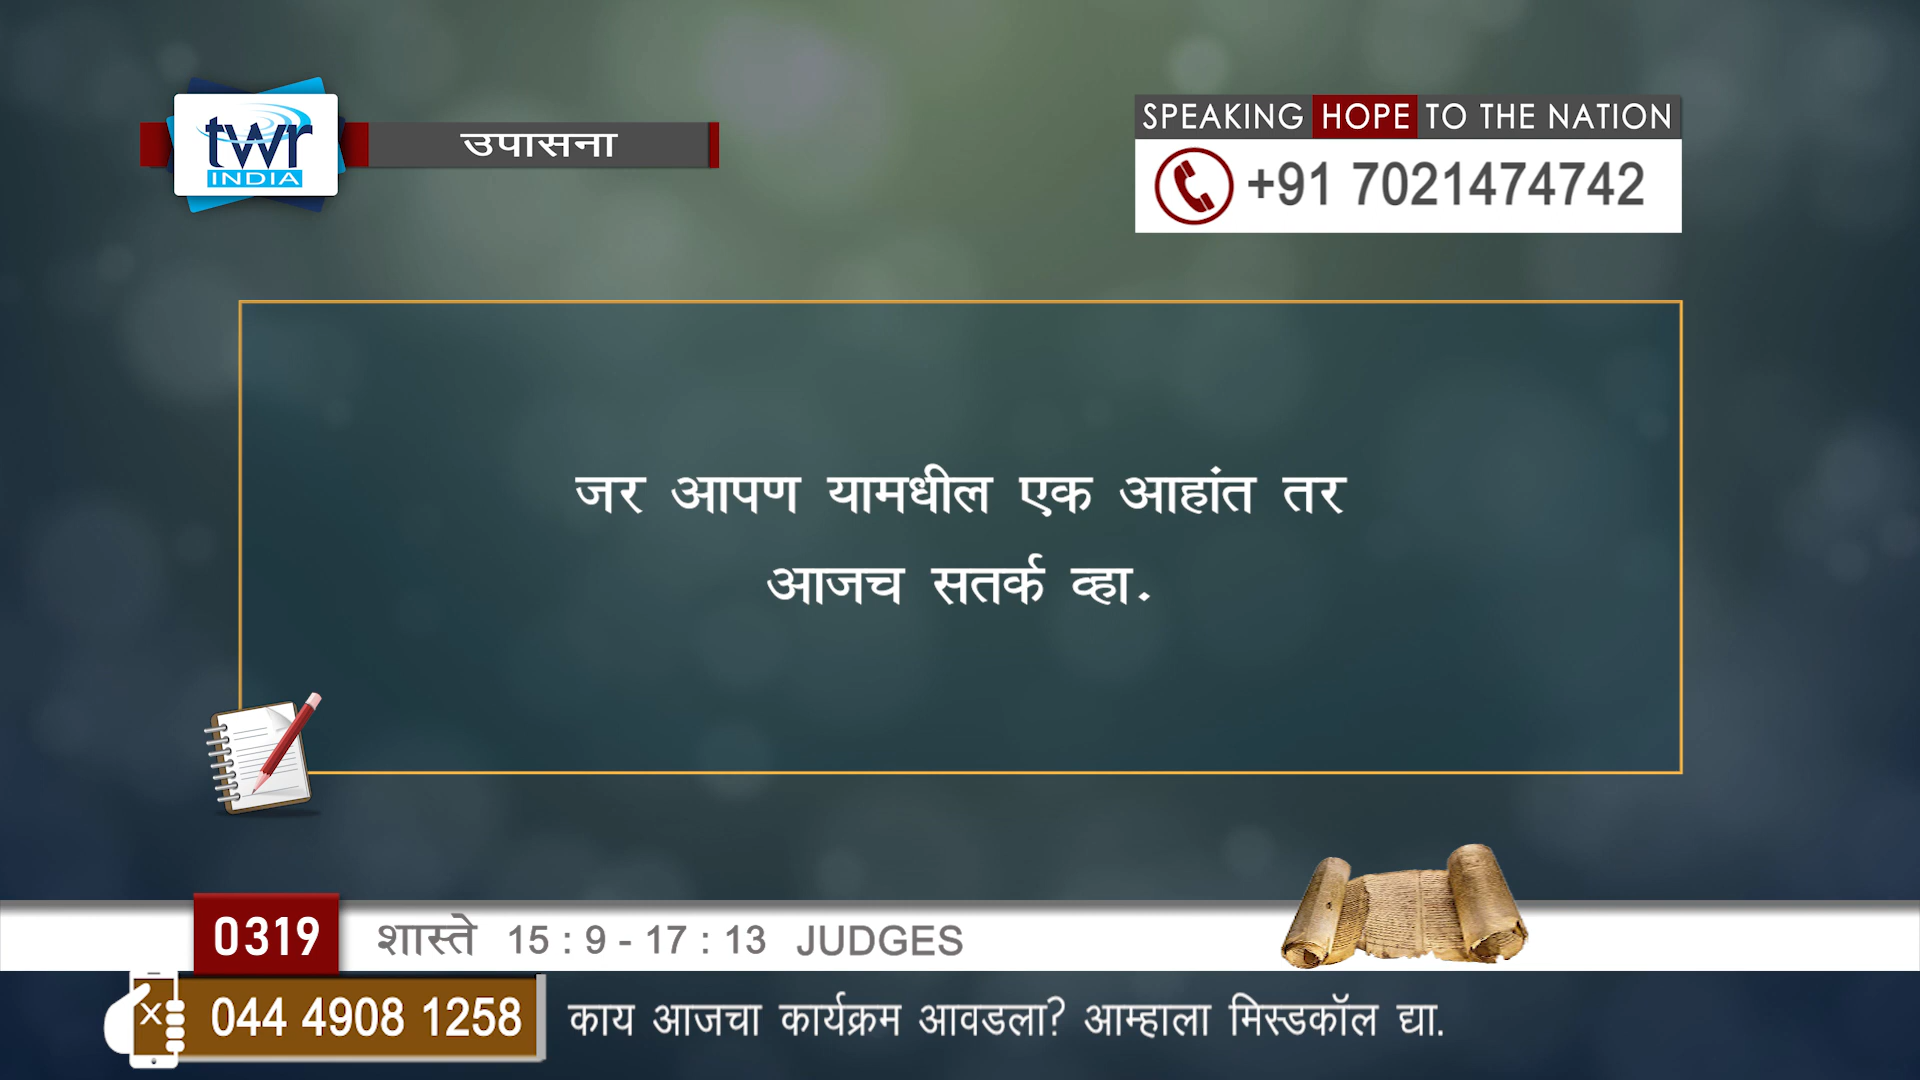 twr
INDIA
उपासना
SPEAKING HOPE TO THE NATION
+91 7021474742
जर आपण यामधील एक आहांत तर
आजच सतर्क व्हा.
0319 शास्ते 15 : 9 - 17 : 13 JUDGES
044 4908 1258 काय आजचा कार्यक्रम आवडला? आम्हाला मिस्डकॉल द्या.